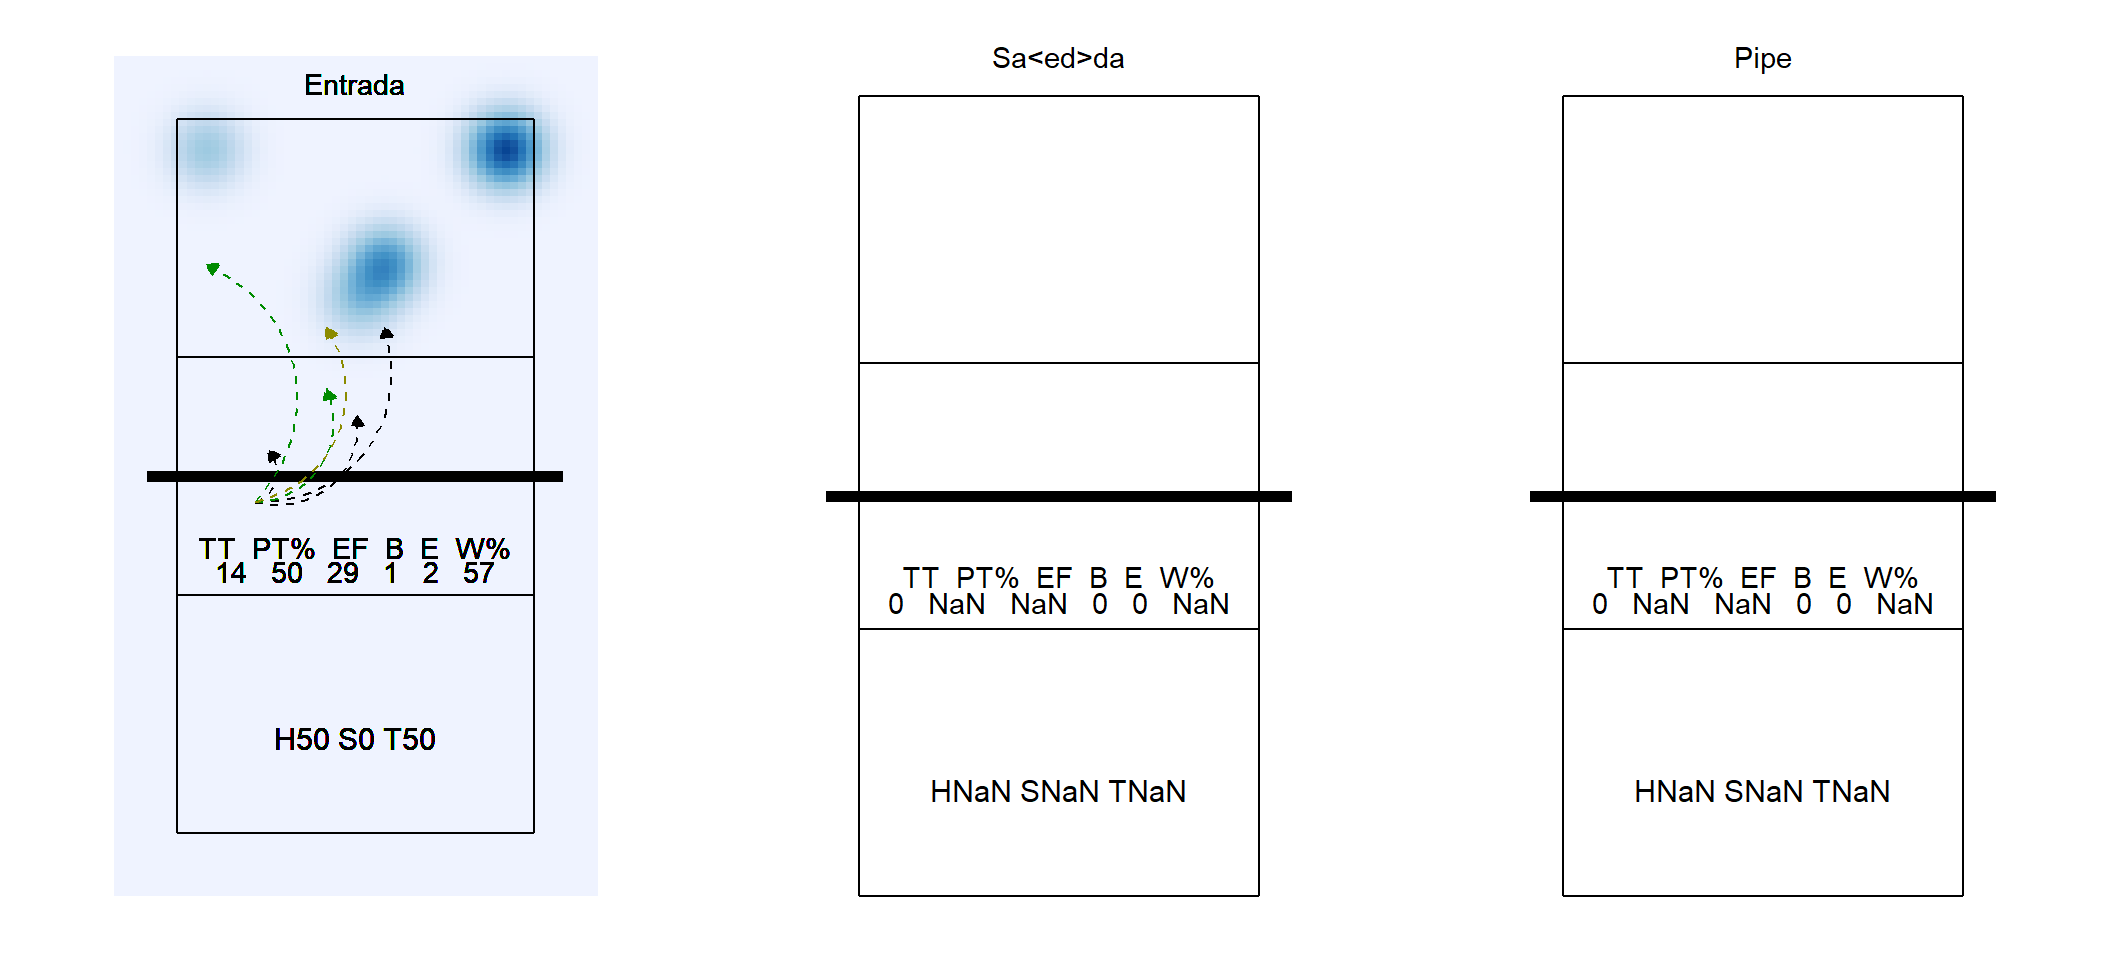 Entrada
TT PT% EF B E W%
14 50 29 1 2 57
H50 S0 T50
Sa<ed>da
TT PT% EF B E W%
0 NaN NaN 0 0 NaN
HNaN SNaN TNaN
Pipe
TT PT% EF B E W%
0 NaN NaN 0 0 NaN
HNaN SNaN TNaN